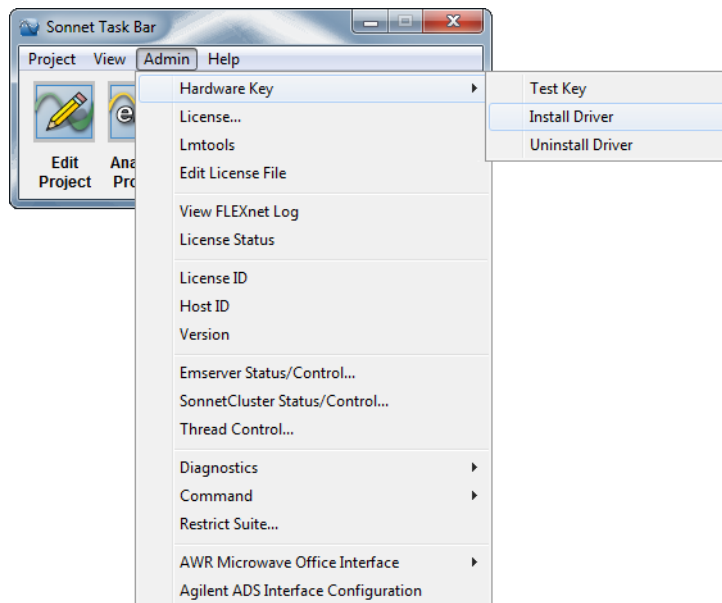 Sonnet Task Bar
Project View Admin Help
Edit
Project
Ana
Pro
Hardware Key
License...
Lmtools
Edit License File
View FLEXnet Log
License Status
License ID
Host ID
Version
Emserver Status/Control...
SonnetCluster Status/Control...
Thread Control...
Diagnostics
Command
Restrict Suite...
AWR Microwave Office Interface
Agilent ADS Interface Configuration
Test Key
Install Driver
Uninstall Driver